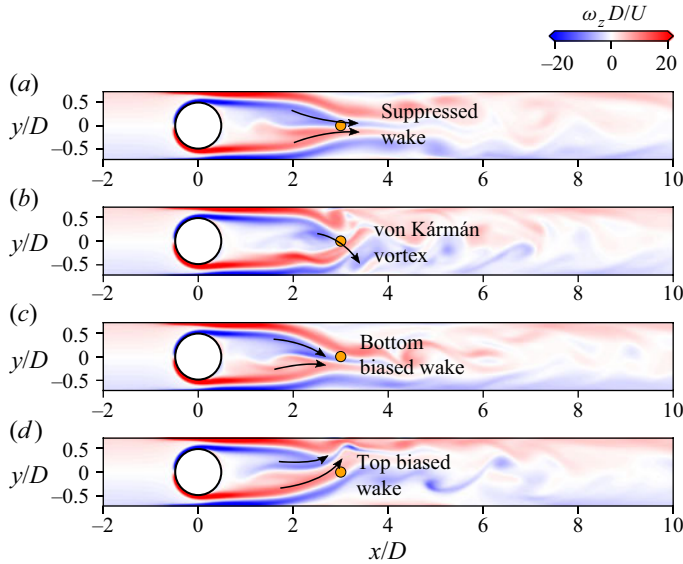 ω_z D/U
−20 0 20
(a)
0.5
y/D 0
−0.5
Suppressed
wake
−2 0 2 4 6 8 10
(b)
0.5
y/D 0
−0.5
von Kármán
vortex
−2 0 2 4 6 8 10
(c)
0.5
y/D 0
−0.5
Bottom
biased wake
−2 0 2 4 6 8 10
(d)
0.5
y/D 0
−0.5
Top biased
wake
−2 0 2 4 6 8 10
x/D